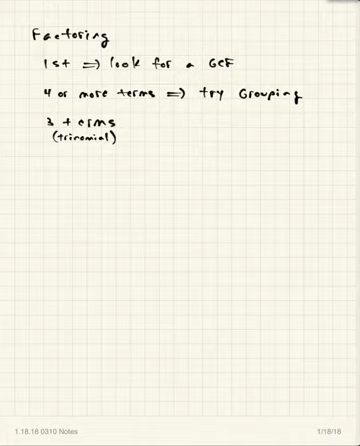 Factoring
1st => look for a GCF
4 or more terms => try Grouping
3 terms
(trinomial)
1.18.18 0310 Notes
1/18/18